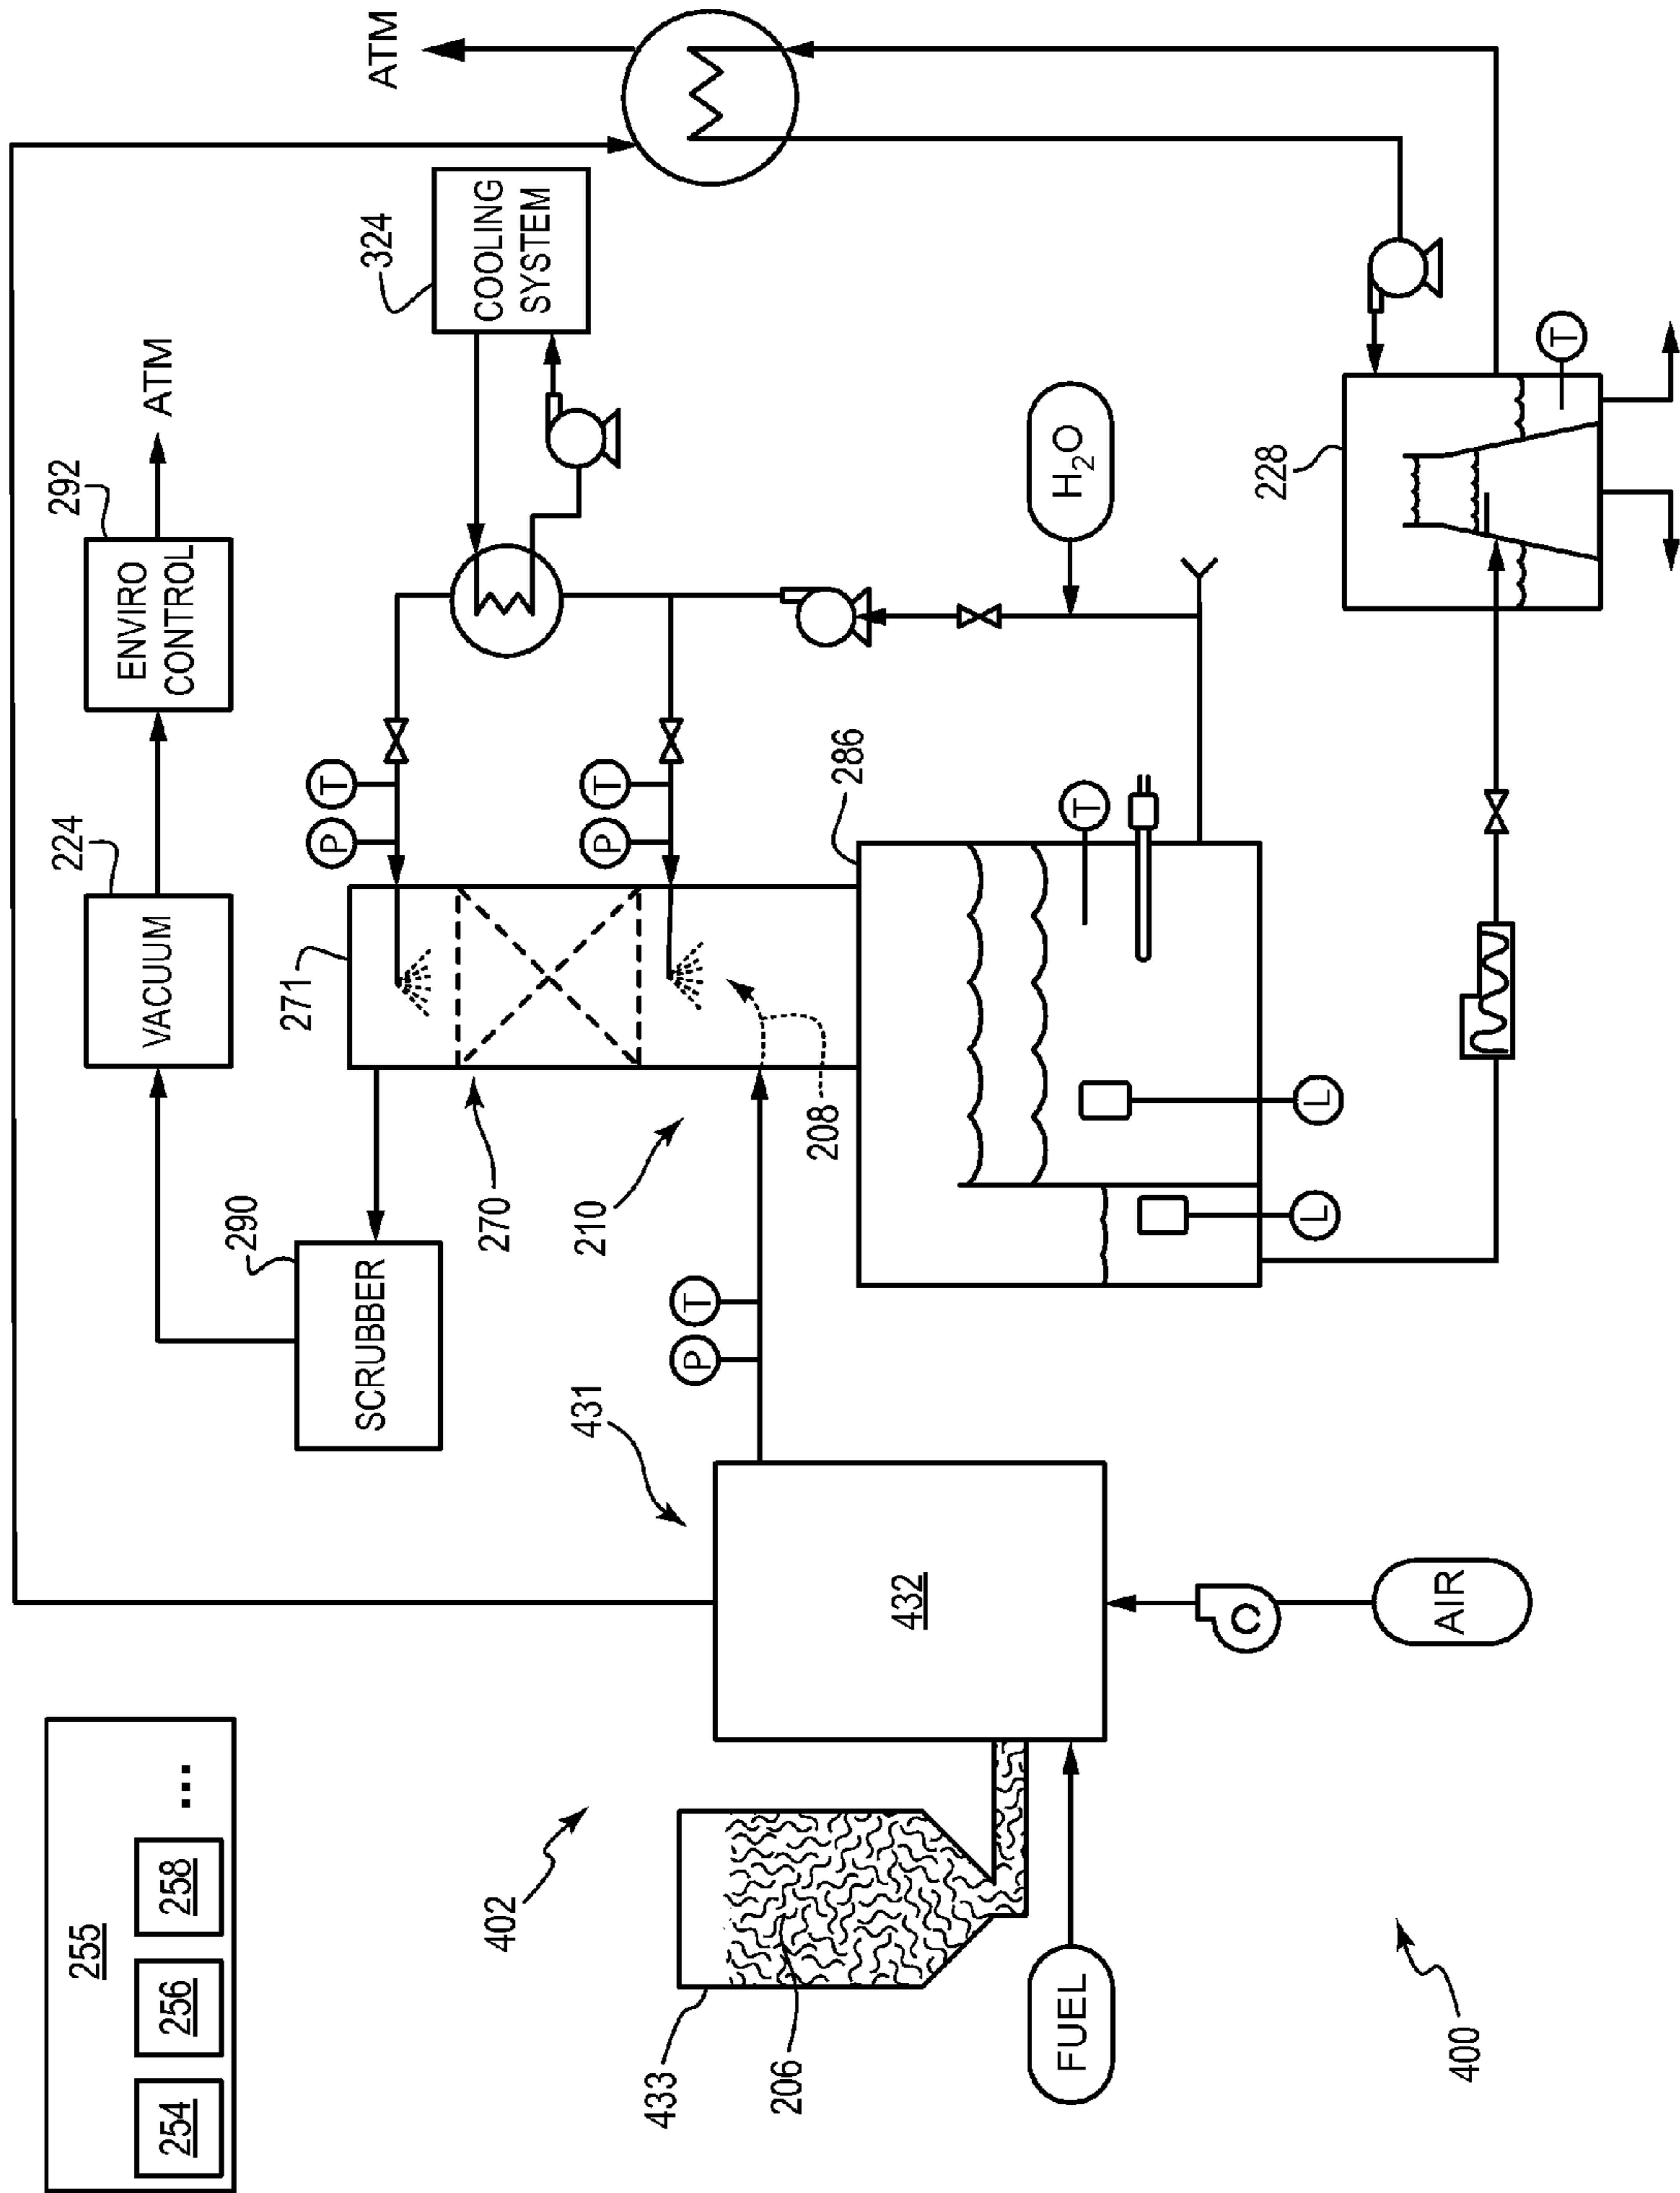 255
254
256
258
...
402
433
206
FUEL
400
431
432
AIR
SCRUBBER
290
VACUUM
224
ENVIRO
CONTROL
292
ATM
ATM
COOLING
SYSTEM
324
271
270
210
208
P
T
P
T
P
T
286
T
L
L
H₂O
228
T